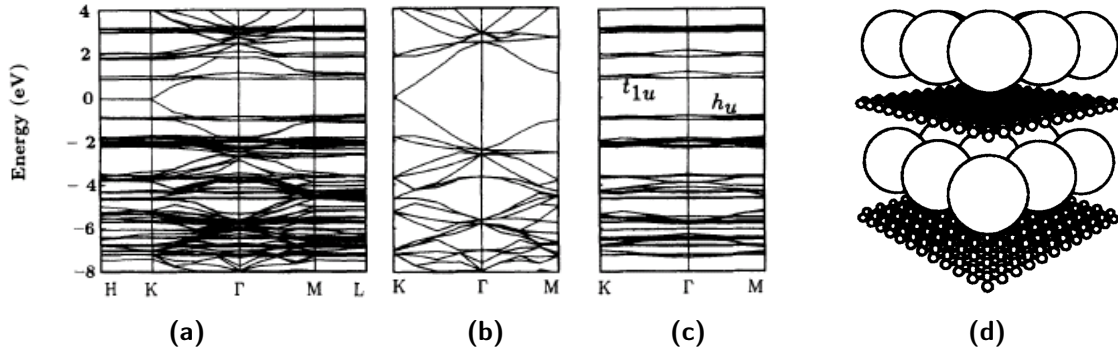 Energy (eV)
4
2
0
− 2
− 4
− 6
−8
H K Γ M L
K Γ M
t1u
hu
K Γ M
(a) (b) (c) (d)